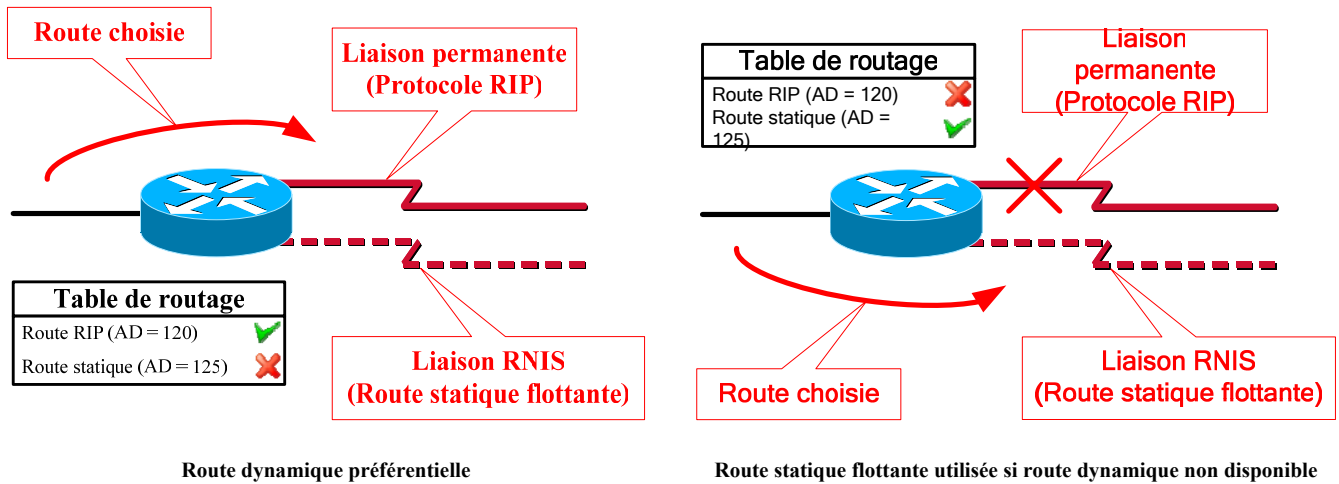 Route choisie
Liaison permanente
(Protocole RIP)
Table de routage
Route RIP (AD = 120)
Route statique (AD = 125)
Liaison RNIS
(Route statique flottante)
Route dynamique préférentielle
Table de routage
Route RIP (AD = 120)
Route statique (AD =
125)
Liaison
permanente
(Protocole RIP)
Route choisie
Liaison RNIS
(Route statique flottante)
Route statique flottante utilisée si route dynamique non disponible